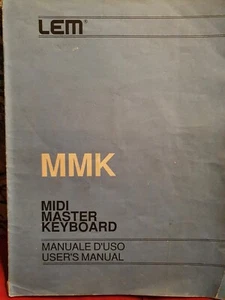 LEM
MMK
MIDI
MASTER
KEYBOARD
MANUALE D'USO
USER'S MANUAL